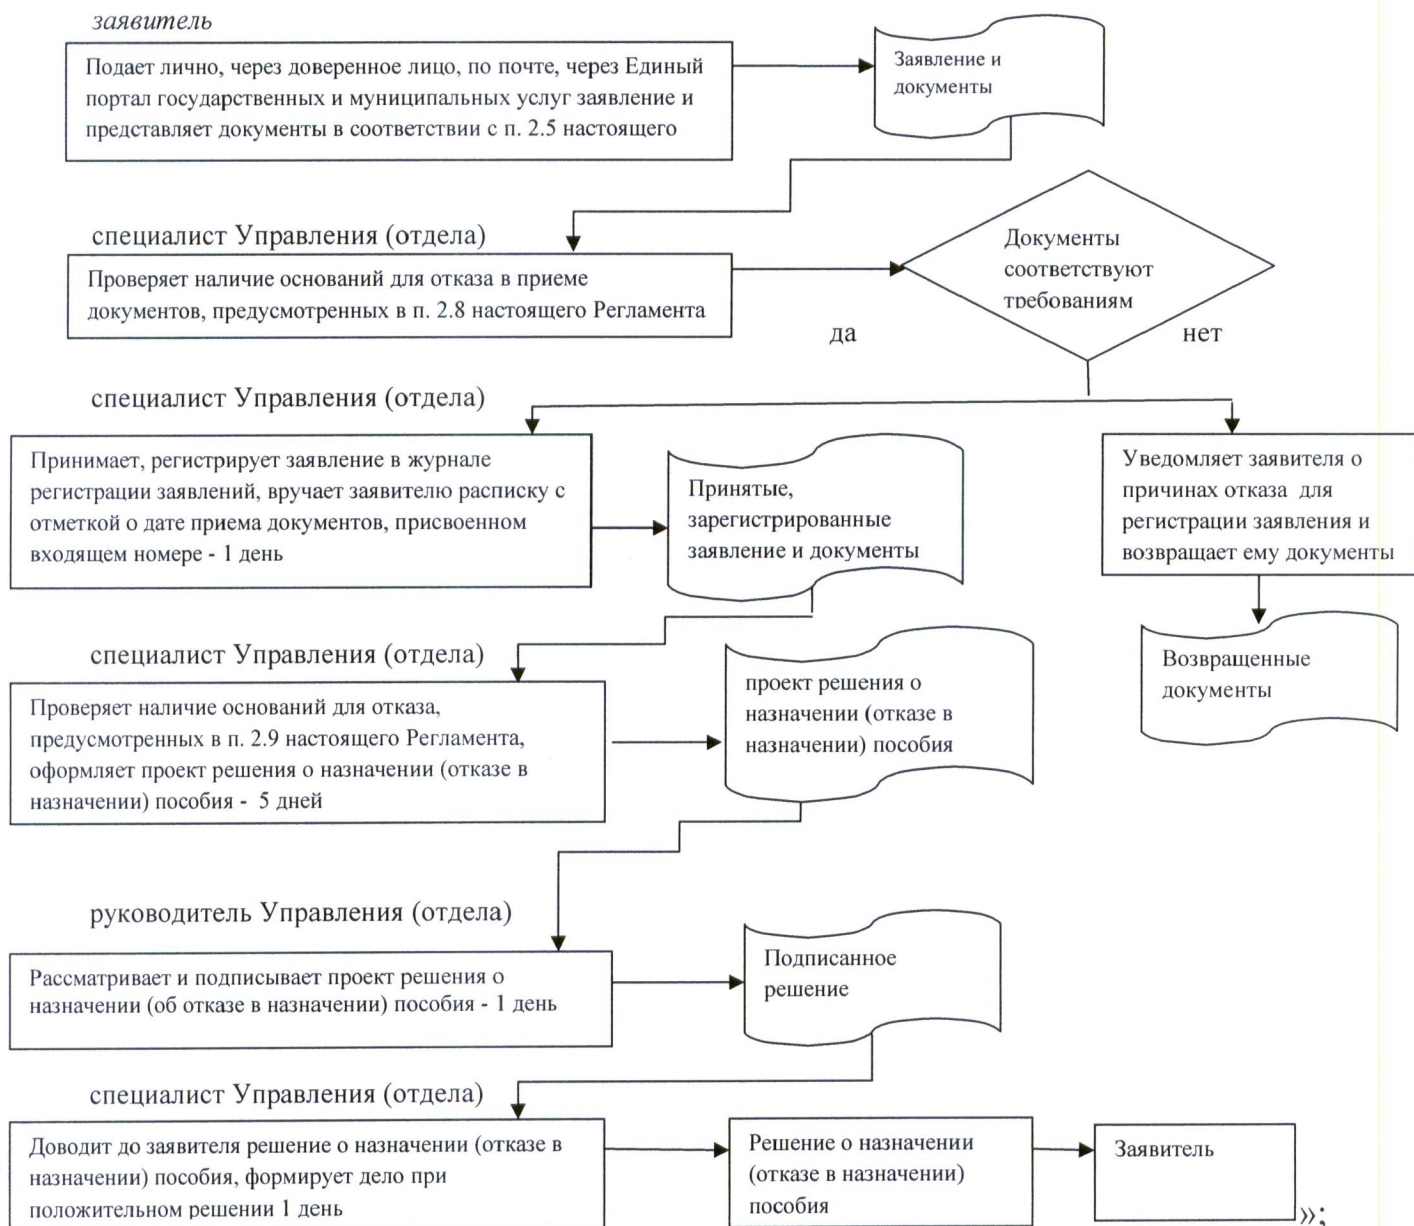 заявитель
Подает лично, через доверенное лицо, по почте, через Единый
портал государственных и муниципальных услуг заявление и
представляет документы в соответствии с п. 2.5 настоящего
Заявление и
документы
специалист Управления (отдела)
Проверяет наличие оснований для отказа в приеме
документов, предусмотренных в п. 2.8 настоящего Регламента
Документы
соответствуют
требованиям
да
нет
специалист Управления (отдела)
Принимает, регистрирует заявление в журнале
регистрации заявлений, вручает заявителю расписку с
отметкой о дате приема документов, присвоенном
входящем номере - 1 день
Принятые,
зарегистрированные
заявление и документы
Уведомляет заявителя о
причинах отказа для
регистрации заявления и
возвращает ему документы
Возвращенные
документы
специалист Управления (отдела)
Проверяет наличие оснований для отказа,
предусмотренных в п. 2.9 настоящего Регламента,
оформляет проект решения о назначении (отказе в
назначении) пособия - 5 дней
проект решения о
назначении (отказе в
назначении) пособия
руководитель Управления (отдела)
Рассматривает и подписывает проект решения о
назначении (об отказе в назначении) пособия - 1 день
Подписанное
решение
специалист Управления (отдела)
Доводит до заявителя решение о назначении (отказе в
назначении) пособия, формирует дело при
положительном решении 1 день
Решение о назначении
(отказе в назначении)
пособия
Заявитель
»;